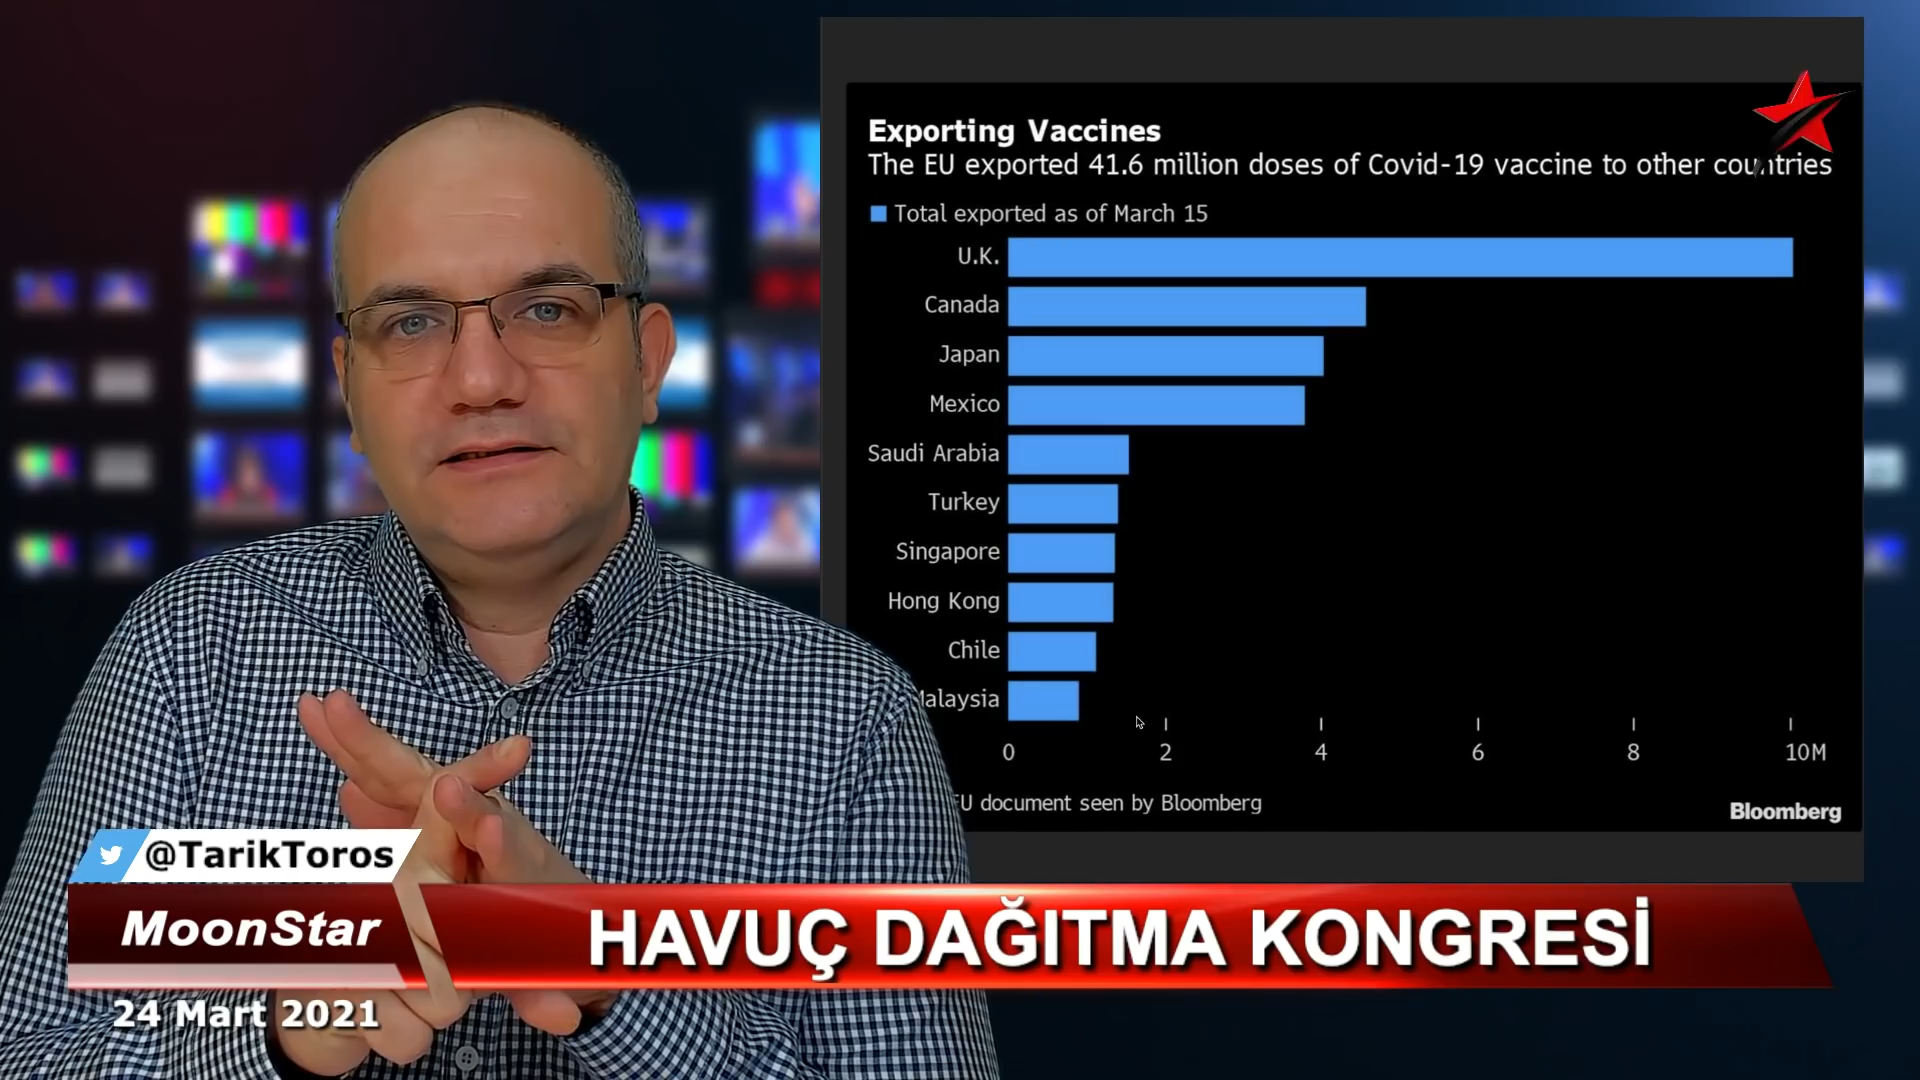 Exporting Vaccines
The EU exported 41.6 million doses of Covid-19 vaccine to other countries
Total exported as of March 15
U.K.
Canada
Japan
Mexico
Saudi Arabia
Turkey
Singapore
Hong Kong
Chile
alaysia
0 2 4 6 8 10M
EU document seen by Bloomberg
Bloomberg
@TarikToros
MoonStar
HAVUÇ DAĞITMA KONGRESİ
24 Mart 2021